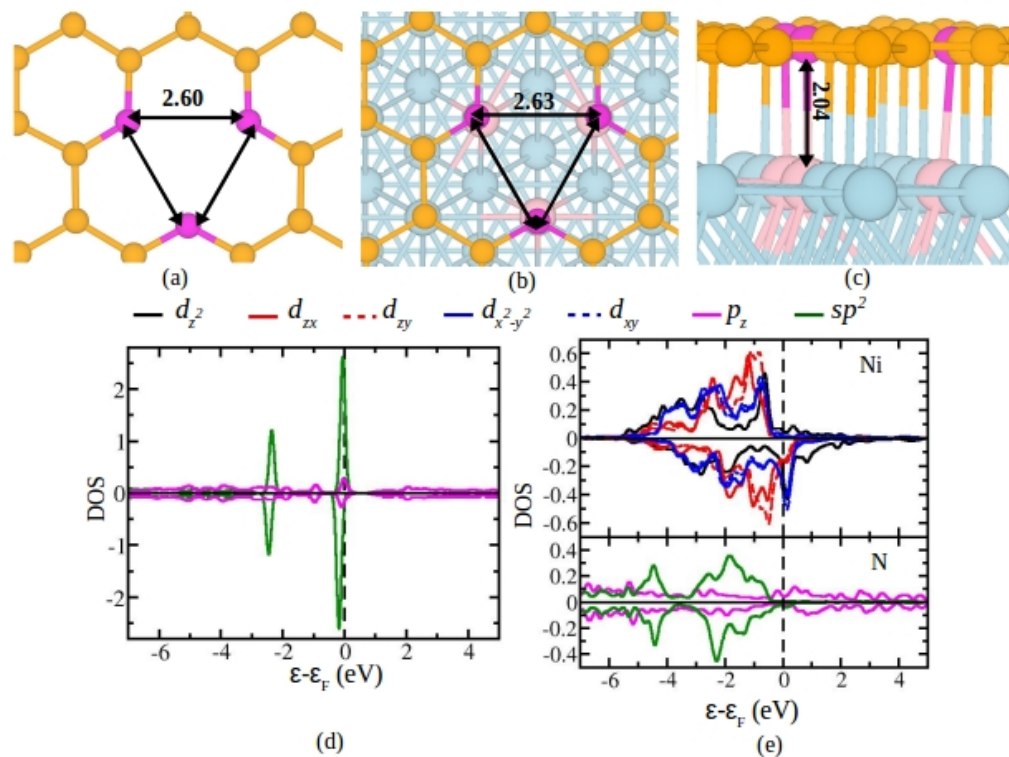 2.60
2.63
2.04
(a)
(b)
(c)
d_z^2 d_zx d_zy d_x^2-y^2 d_xy p_z sp^2
2
1
0
-1
-2
DOS
-6 -4 -2 0 2 4
ε-ε_F (eV)
(d)
Ni
0.6
0.4
0.2
0
-0.2
-0.4
-0.6
DOS
N
0.4
0.2
0
-0.2
-0.4
-6 -4 -2 0 2 4
ε-ε_F (eV)
(e)